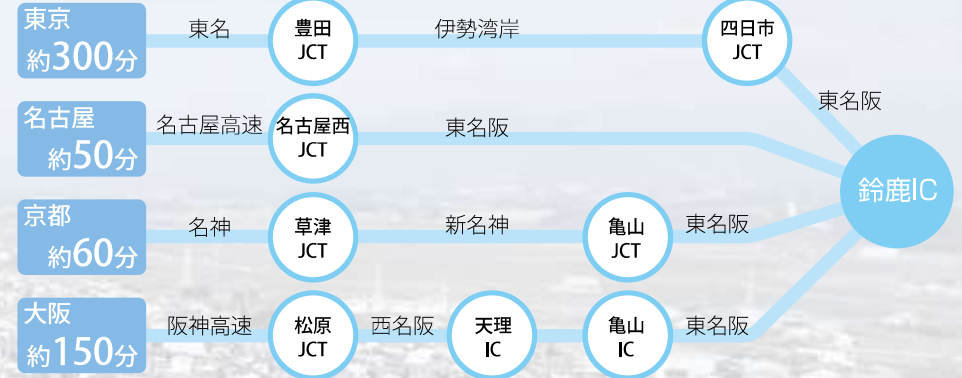 東京
約300分
東名
豊田
JCT
伊勢湾岸
四日市
JCT
東名阪
名古屋
約50分
名古屋高速
名古屋西
JCT
東名阪
鈴鹿IC
京都
約60分
名神
草津
JCT
新名神
亀山
JCT
東名阪
大阪
約150分
阪神高速
松原
JCT
西名阪
天理
IC
亀山
IC
東名阪